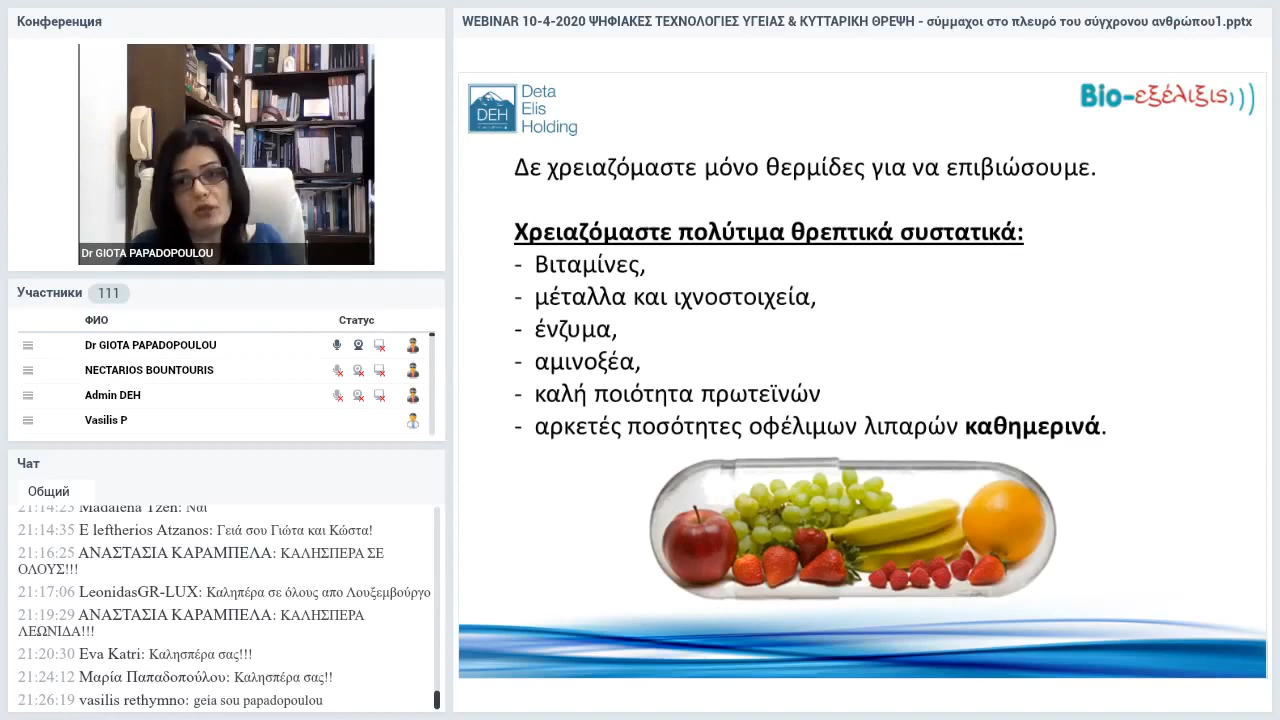 Конференция
Dr GIOTA PAPADOPOULOU
Участники 111
ФИО Статус
Dr GIOTA PAPADOPOULOU
NECTARIOS BOUNTOURIS
Admin DEH
Vasilis P
Чат
Общий
21:14:23 Madalena Tzen: Ναι
21:14:35 E leftherios Atzanos: Γειά σου Γιώτα και Κώστα!
21:16:25 ΑΝΑΣΤΑΣΙΑ ΚΑΡΑΜΠΕΛΑ: ΚΑΛΗΣΠΕΡΑ ΣΕ
ΟΛΟΥΣ!!!
21:17:06 LeonidasGR-LUX: Καληπέρα σε όλους απο Λουξεμβούργο
21:19:29 ΑΝΑΣΤΑΣΙΑ ΚΑΡΑΜΠΕΛΑ: ΚΑΛΗΣΠΕΡΑ
ΛΕΩΝΙΔΑ!!!
21:20:30 Eva Katri: Καλησπέρα σας!!!
21:24:12 Μαρία Παπαδοπούλου: Καλησπέρα σας!!
21:26:19 vasilis rethymno: geia sou papadopoulou
WEBINAR 10-4-2020 ΨΗΦΙΑΚΕΣ ΤΕΧΝΟΛΟΓΙΕΣ ΥΓΕΙΑΣ & ΚΥΤΤΑΡΙΚΗ ΘΡΕΨΗ - σύμμαχοι στο πλευρό του σύγχρονου ανθρώπου1.pptx
DEH
Deta
Elis
Holding
Bio-εξέλιξις)))
Δε χρειαζόμαστε μόνο θερμίδες για να επιβιώσουμε.
Χρειαζόμαστε πολύτιμα θρεπτικά συστατικά:
- Βιταμίνες,
- μέταλλα και ιχνοστοιχεία,
- ένζυμα,
- αμινοξέα,
- καλή ποιότητα πρωτεϊνών
- αρκετές ποσότητες οφέλιμων λιπαρών καθημερινά.